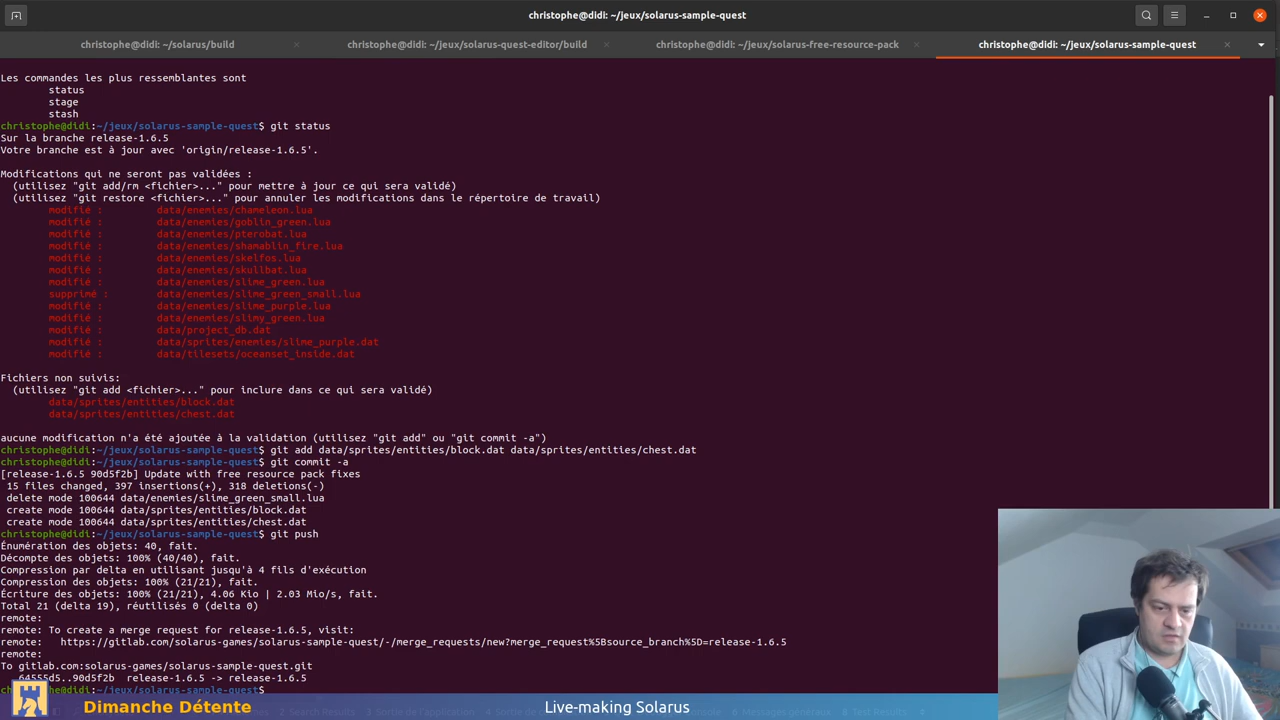 christophe@didi: ~/jeux/solarus-sample-quest
christophe@didi: ~/solarus/build
christophe@didi: ~/jeux/solarus-quest-editor/build
christophe@didi: ~/jeux/solarus-free-resource-pack
christophe@didi: ~/jeux/solarus-sample-quest
Les commandes les plus ressemblantes sont
status
stage
stash
christophe@didi:~/jeux/solarus-sample-quest$ git status
Sur la branche release-1.6.5
Votre branche est à jour avec 'origin/release-1.6.5'.
Modifications qui ne seront pas validées :
(utilisez "git add/rm <fichier>..." pour mettre à jour ce qui sera validé)
(utilisez "git restore <fichier>..." pour annuler les modifications dans le répertoire de travail)
modifié : data/enemies/chameleon.lua
modifié : data/enemies/goblin_green.lua
modifié : data/enemies/pterobat.lua
modifié : data/enemies/shamablin_fire.lua
modifié : data/enemies/skelfos.lua
modifié : data/enemies/skullbat.lua
modifié : data/enemies/slime_green.lua
supprimé : data/enemies/slime_green_small.lua
modifié : data/enemies/slime_purple.lua
modifié : data/enemies/slimy_green.lua
modifié : data/project_db.dat
modifié : data/sprites/enemies/slime_purple.dat
modifié : data/tilesets/oceanset_inside.dat
Fichiers non suivis:
(utilisez "git add <fichier>..." pour inclure dans ce qui sera validé)
data/sprites/entities/block.dat
data/sprites/entities/chest.dat
aucune modification n'a été ajoutée à la validation (utilisez "git add" ou "git commit -a")
christophe@didi:~/jeux/solarus-sample-quest$ git add data/sprites/entities/block.dat data/sprites/entities/chest.dat
christophe@didi:~/jeux/solarus-sample-quest$ git commit -a
[release-1.6.5 90d5f2b] Update with free resource pack fixes
15 files changed, 397 insertions(+), 318 deletions(-)
delete mode 100644 data/enemies/slime_green_small.lua
create mode 100644 data/sprites/entities/block.dat
create mode 100644 data/sprites/entities/chest.dat
christophe@didi:~/jeux/solarus-sample-quest$ git push
Énumération des objets: 40, fait.
Décompte des objets: 100% (40/40), fait.
Compression par delta en utilisant jusqu'à 4 fils d'exécution
Compression des objets: 100% (21/21), fait.
Écriture des objets: 100% (21/21), 4.06 Kio | 2.03 Mio/s, fait.
Total 21 (delta 19), réutilisés 0 (delta 0)
remote:
remote: To create a merge request for release-1.6.5, visit:
remote: https://gitlab.com/solarus-games/solarus-sample-quest/-/merge_requests/new?merge_request%5Bsource_branch%5D=release-1.6.5
remote:
To gitlab.com:solarus-games/solarus-sample-quest.git
64555d5..90d5f2b release-1.6.5 -> release-1.6.5
christophe@didi:~/jeux/solarus-sample-quest$
Dimanche Détente
Live-making Solarus